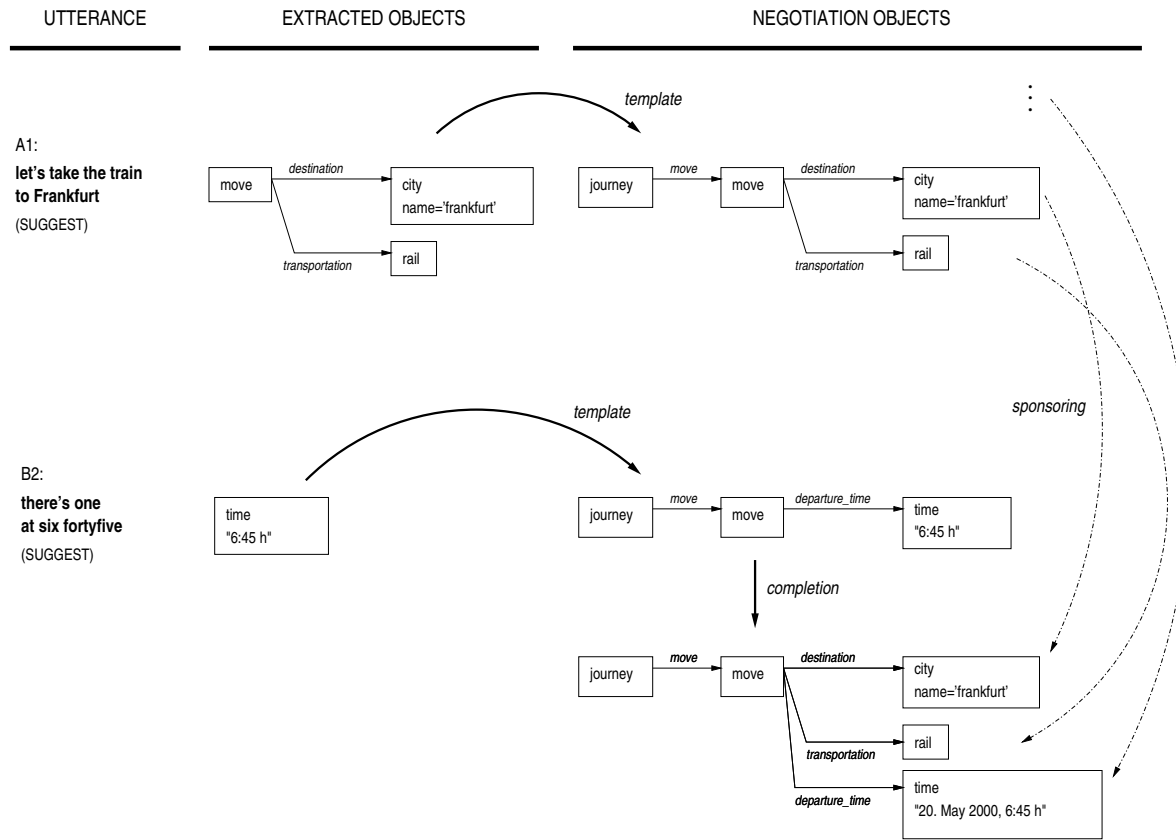 UTTERANCE EXTRACTED OBJECTS NEGOTIATION OBJECTS
template
A1:
let's take the train
to Frankfurt
(SUGGEST)
move
destination
city
name='frankfurt'
transportation
rail
journey
move
move
destination
city
name='frankfurt'
transportation
rail
sponsoring
template
B2:
there's one
at six fortyfive
(SUGGEST)
time
"6:45 h"
journey
move
move
departure_time
time
"6:45 h"
completion
journey
move
move
destination
city
name='frankfurt'
transportation
rail
departure_time
time
"20. May 2000, 6:45 h"